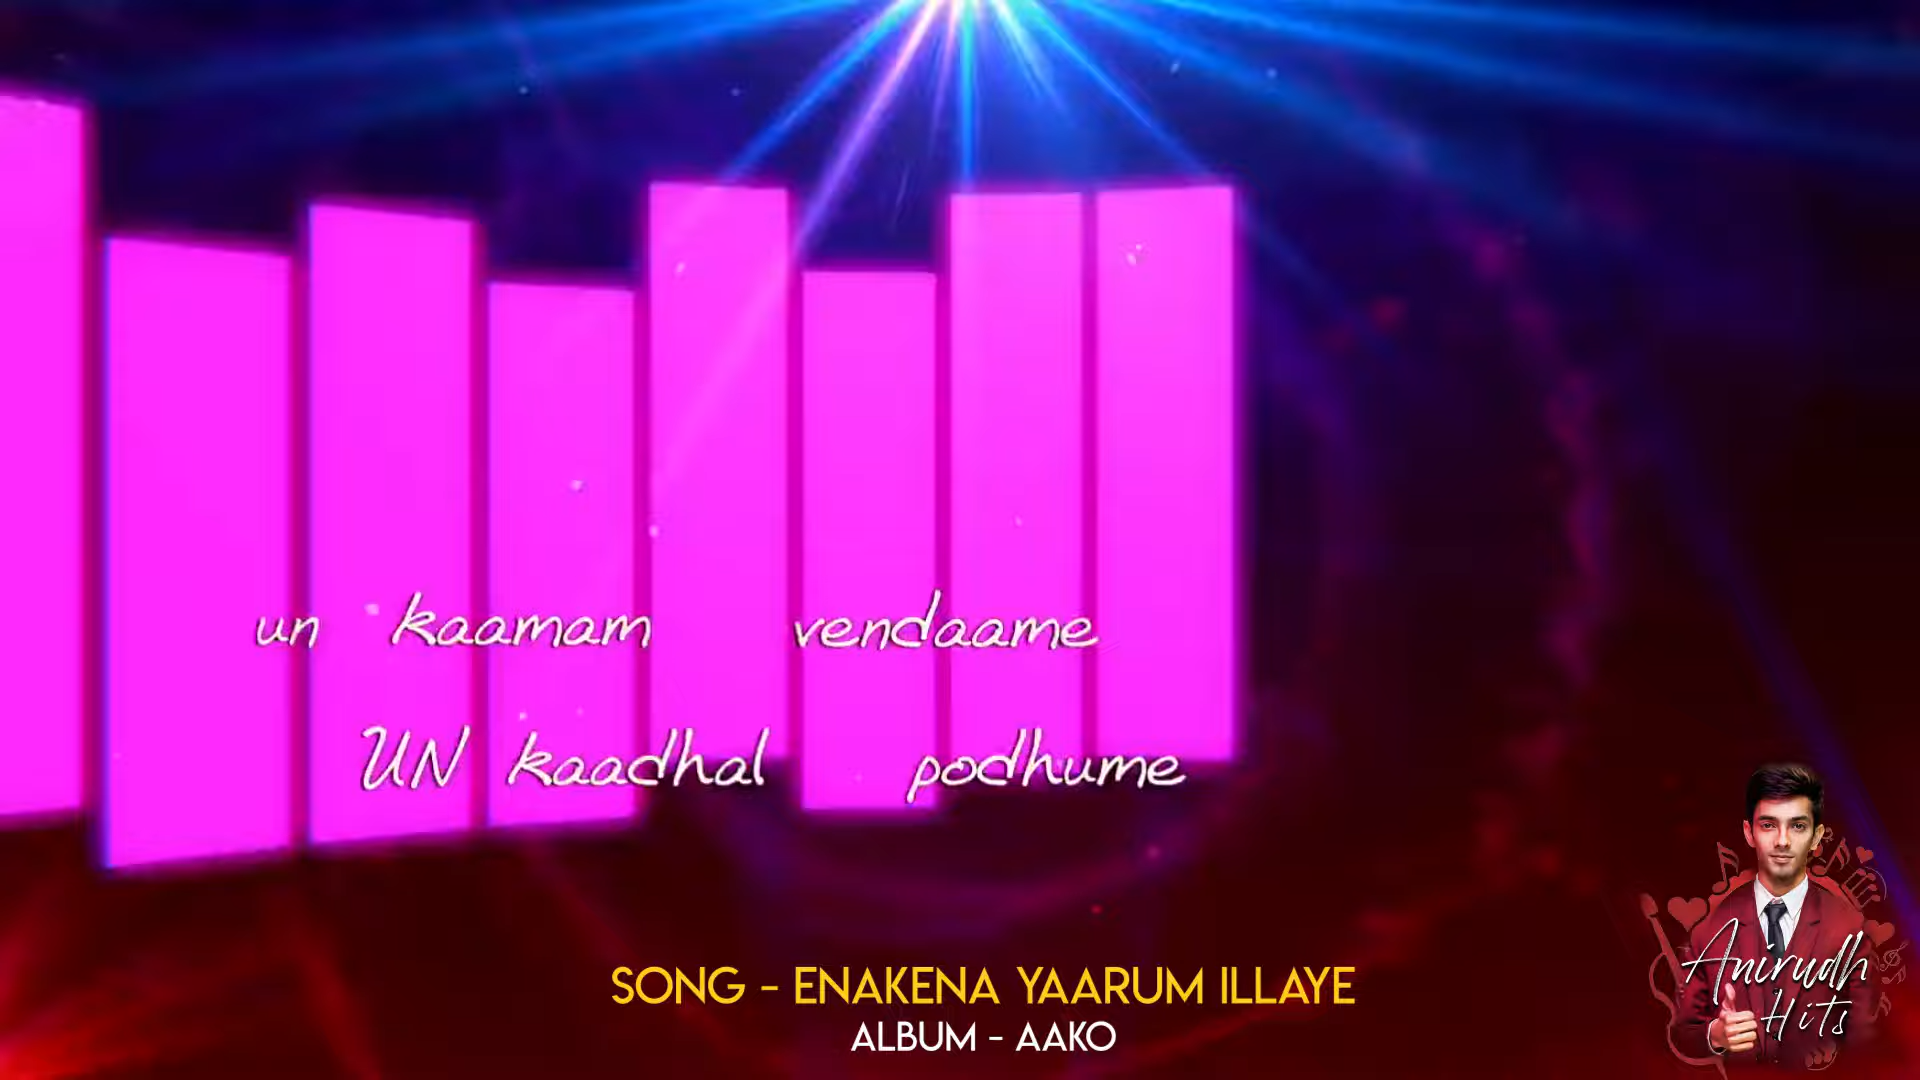 un kaamam vendaame
UN kaadhal podhume
SONG - ENAKENA YAARUM ILLAYE
ALBUM - AAKO
Anirudh
Hits